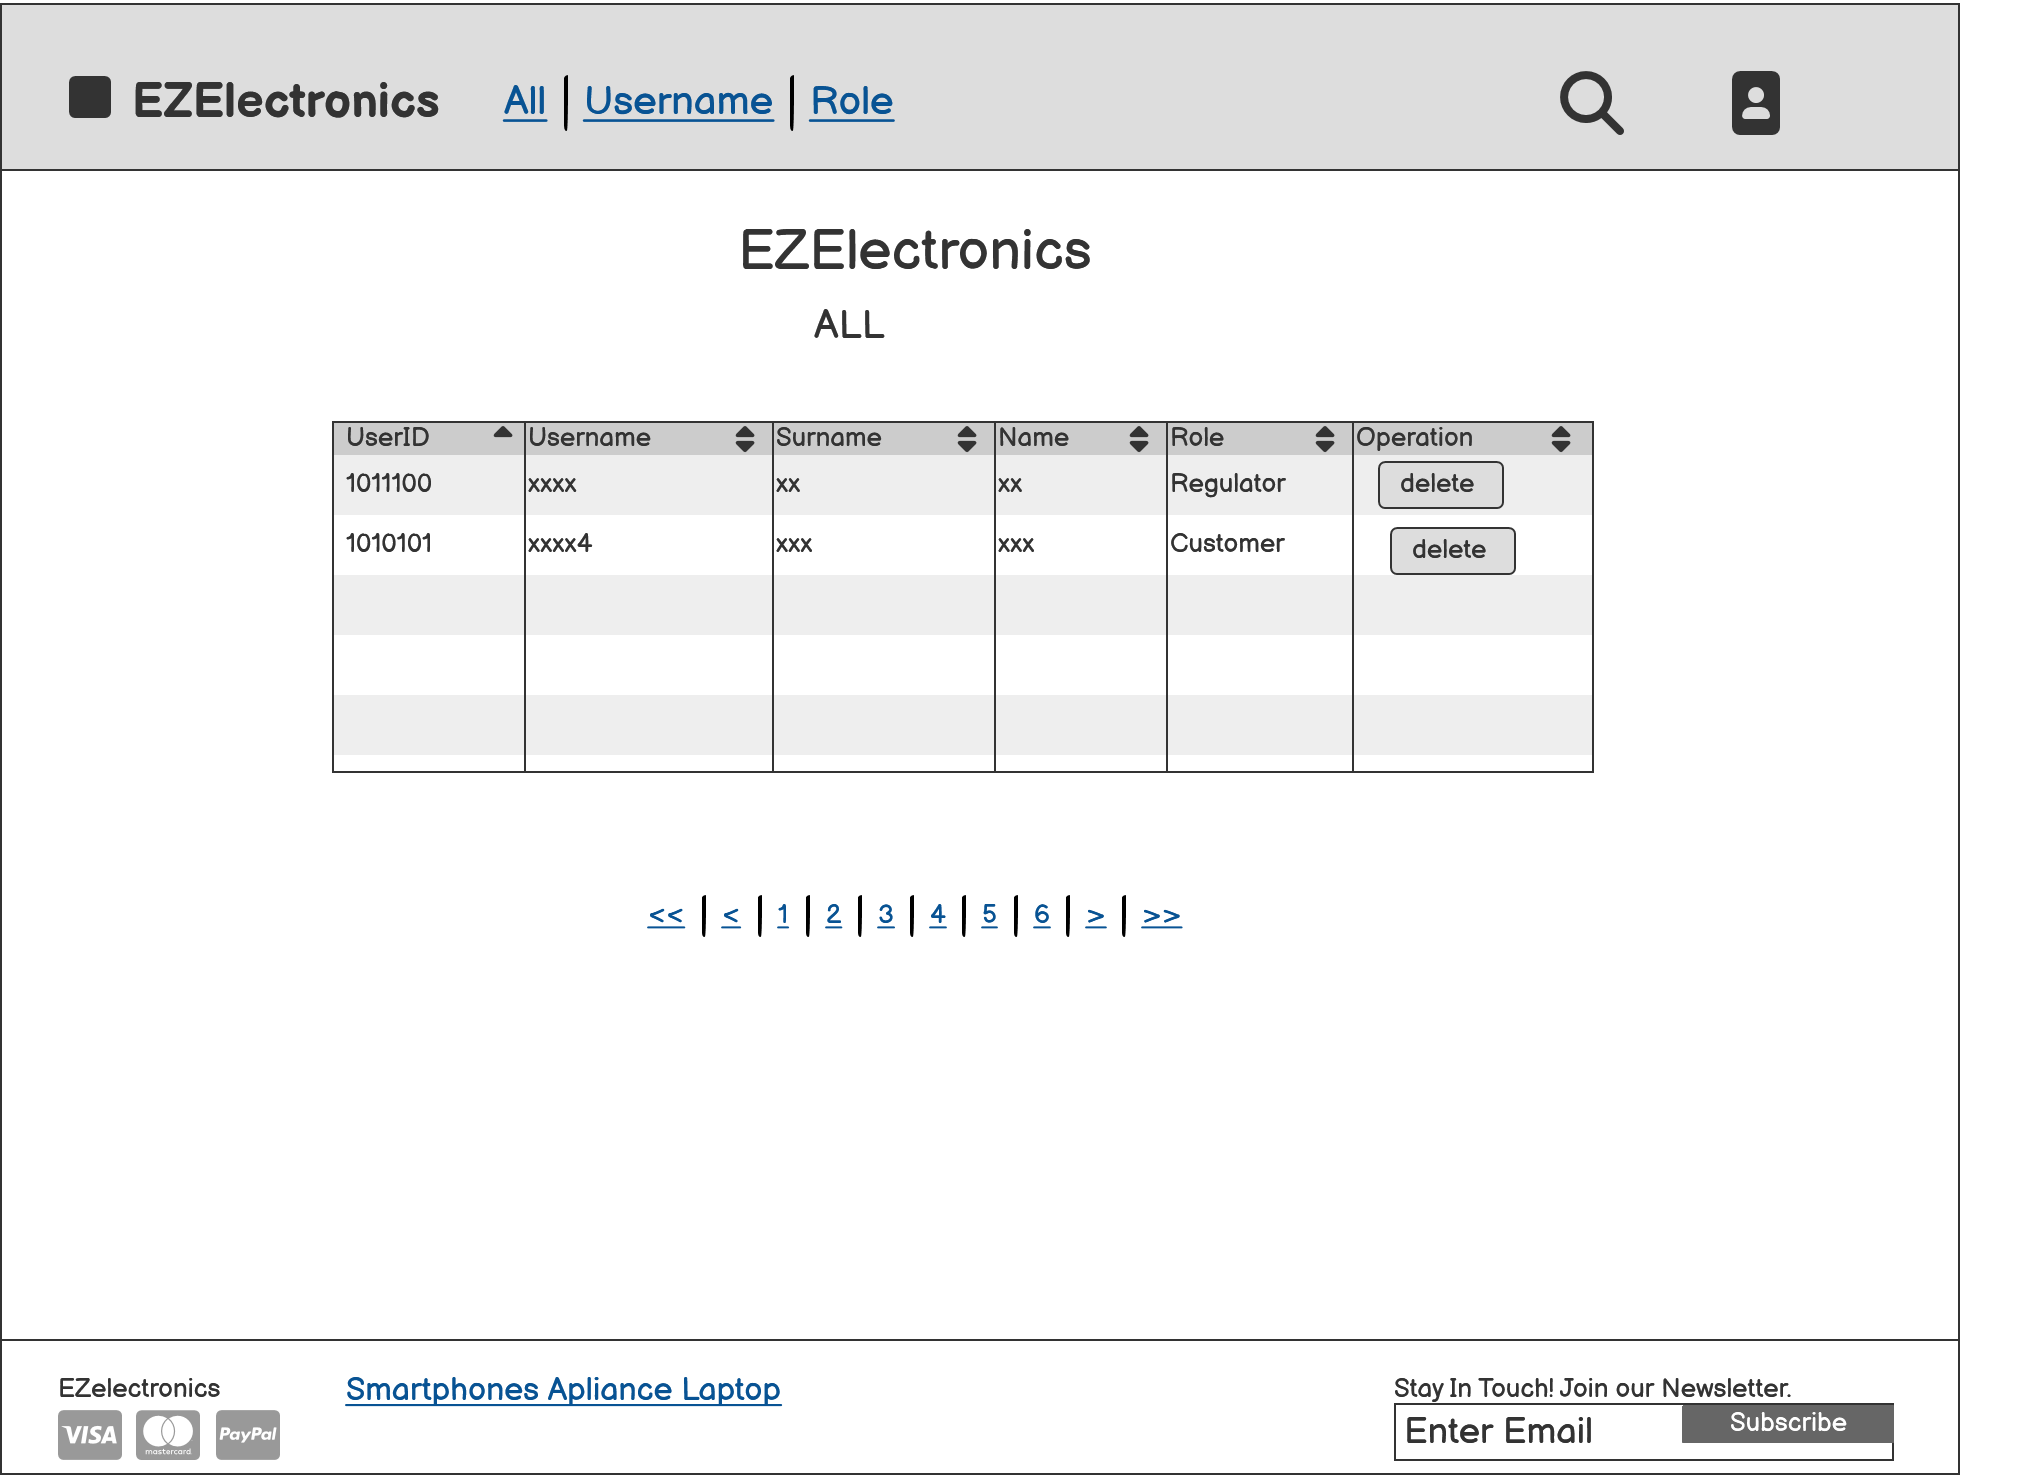 EZElectronics All Username Role
EZElectronics
ALL
UserID Username Surname Name Role Operation
1011100 xxxx xx xx Regulator delete
1010101 xxxx4 xxx xxx Customer delete
<< < 1 2 3 4 5 6 > >>
EZelectronics
VISA mastercard PayPal
Smartphones Apliance Laptop
Stay In Touch! Join our Newsletter.
Enter Email Subscribe